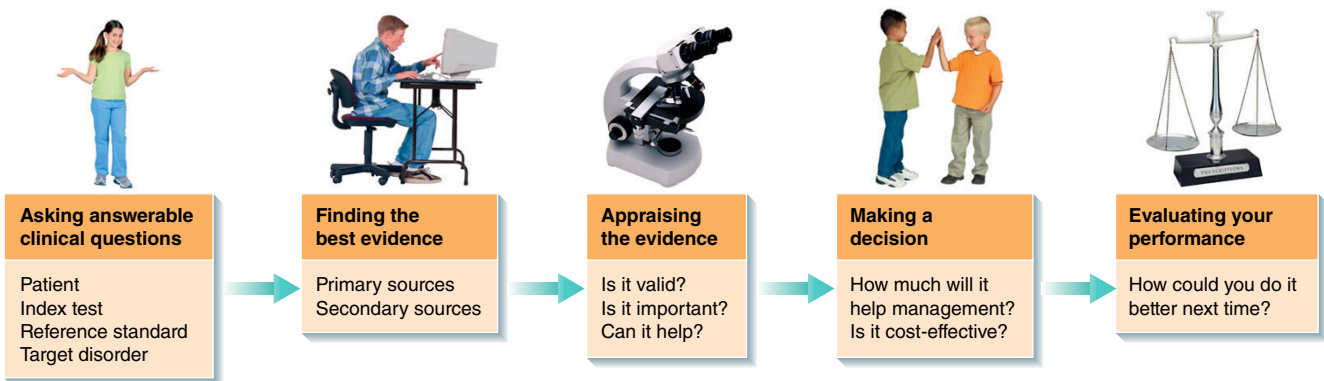 PRESCRIPTIONS
Asking answerable
clinical questions
Patient
Index test
Reference standard
Target disorder
Finding the
best evidence
Primary sources
Secondary sources
Appraising
the evidence
Is it valid?
Is it important?
Can it help?
Making a
decision
How much will it
help management?
Is it cost-effective?
Evaluating your
performance
How could you do it
better next time?